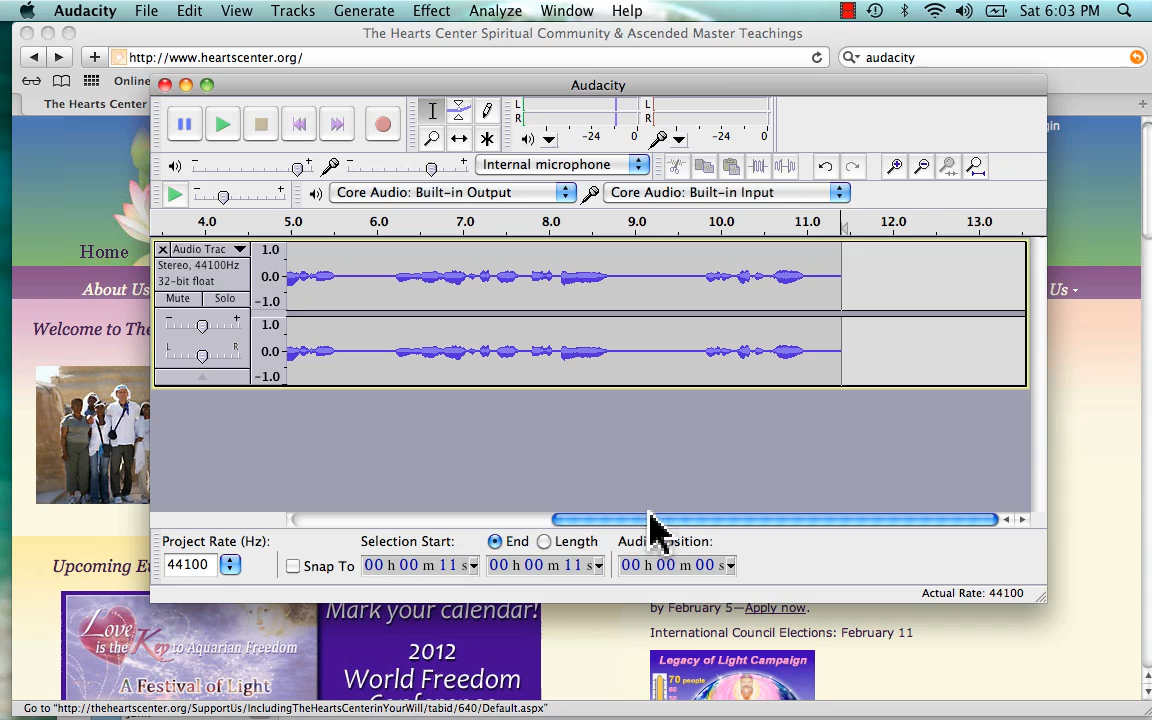 Audacity File Edit View Tracks Generate Effect Analyze Window Help Sat 6:03 PM
The Hearts Center Spiritual Community & Ascended Master Teachings
http://www.heartscenter.org/ audacity
Online
The Hearts Center
Audacity
L R -24 0 L R -24 0
Internal microphone
Core Audio: Built-in Output Core Audio: Built-in Input
4.0 5.0 6.0 7.0 8.0 9.0 10.0 11.0 12.0 13.0
Audio Trac
Stereo, 44100Hz
32-bit float
Mute Solo
L R
1.0
0.0
-1.0
1.0
0.0
-1.0
Home
About Us
Us
Welcome to The
Project Rate (Hz): Selection Start: End Length
44100 Snap To 00 h 00 m 11 s 00 h 00 m 11 s 00 h 00 m 00 s
Actual Rate: 44100
Upcoming
Love
is the Key to Aquarian Freedom
A Festival of Light
Mark your calendar!
2012
World Freedom
by February 5—Apply now.
International Council Elections: February 11
Legacy of Light Campaign
70 people
60
Go to "http://theheartscenter.org/SupportUs/IncludingTheHeartsCenterinYourWill/tabid/640/Default.aspx"